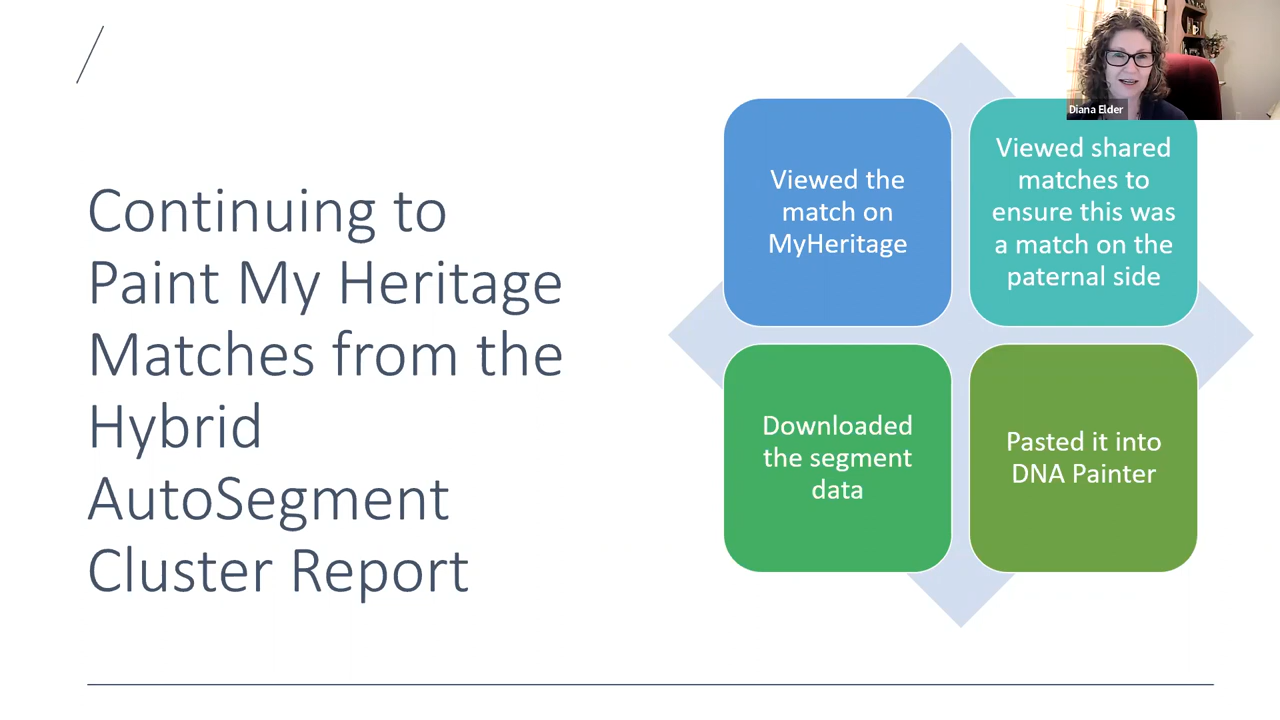 Continuing to
Paint My Heritage
Matches from the
Hybrid
AutoSegment
Cluster Report
Viewed the
match on
MyHeritage
Viewed shared
matches to
ensure this was
a match on the
paternal side
Downloaded
the segment
data
Pasted it into
DNA Painter
Diana Elder